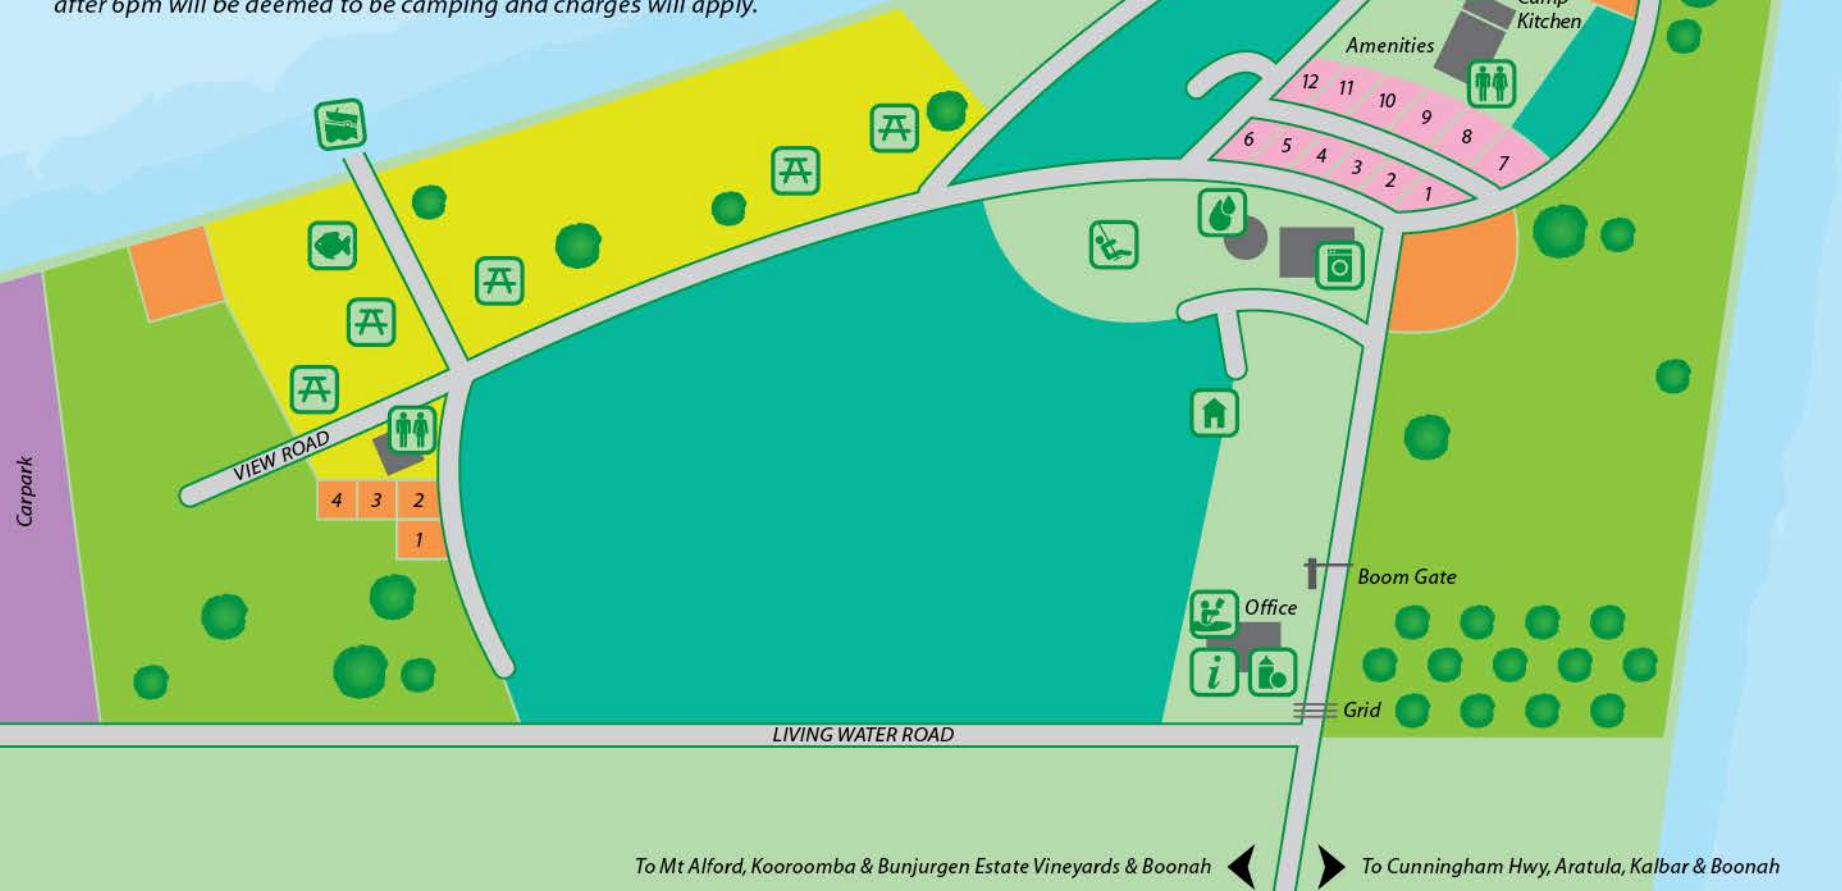 after 6pm will be deemed to be camping and charges will apply.
Camp
Kitchen
Amenities
12
11
10
9
8
7
6
5
4
3
2
1
VIEW ROAD
4
3
2
1
Carpark
Boom Gate
Office
i
Grid
LIVING WATER ROAD
To Mt Alford, Kooroomba & Bunjurgen Estate Vineyards & Boonah
To Cunningham Hwy, Aratula, Kalbar & Boonah